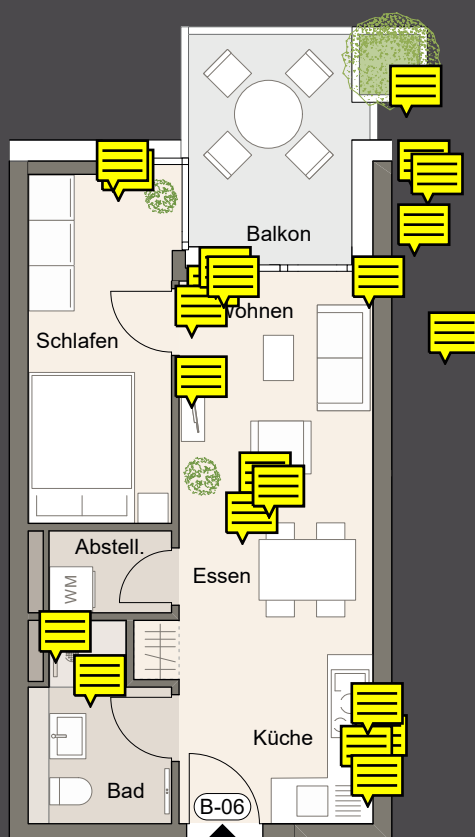 Balkon
Wohnen
Schlafen
Abstell.
WM
Essen
Küche
Bad
B-06